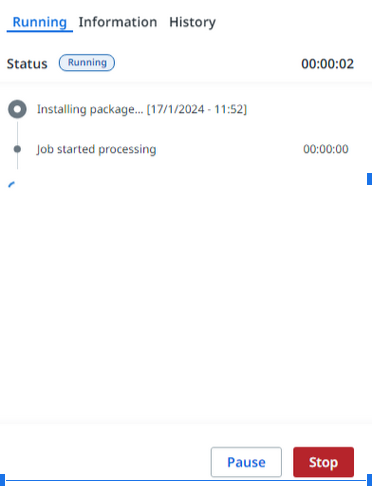 Running Information History
Status Running 00:00:02
Installing package... [17/1/2024 - 11:52]
Job started processing 00:00:00
Pause Stop